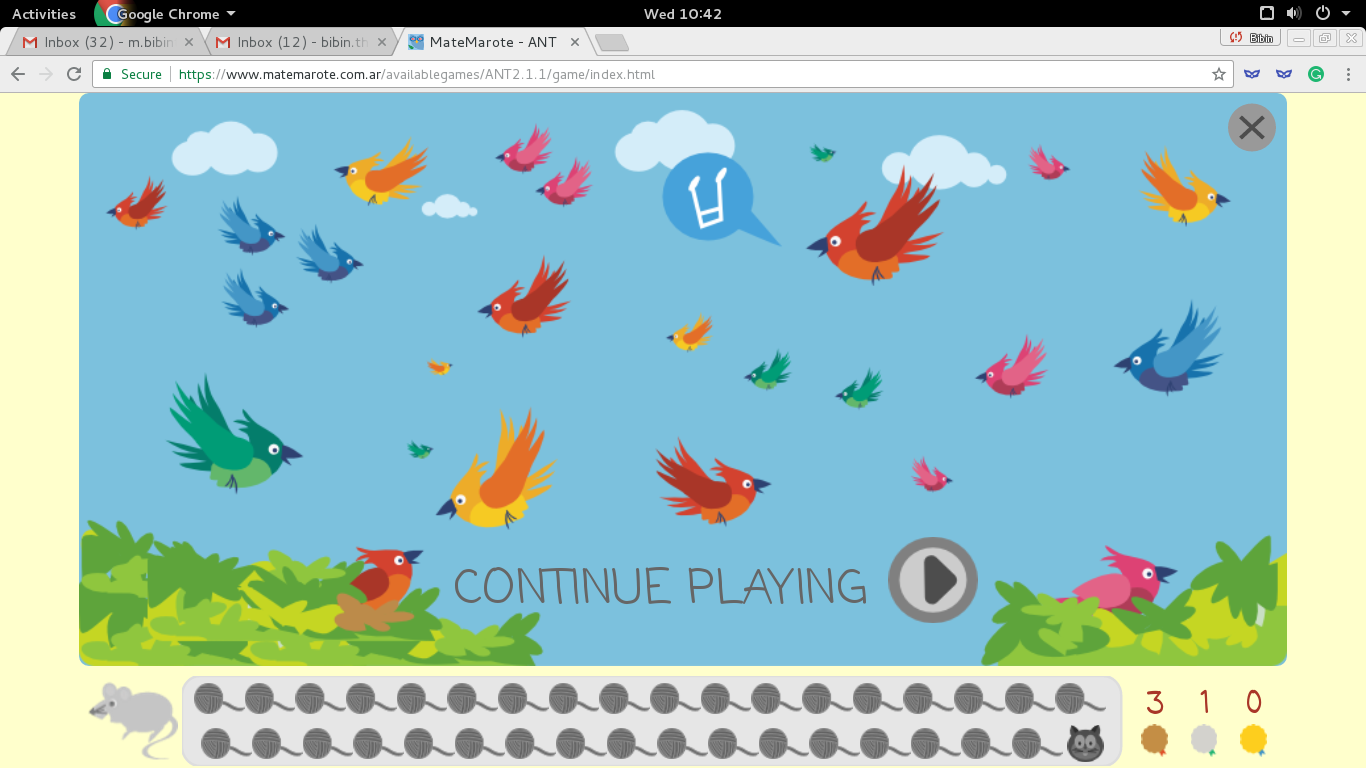 Activities
Google Chrome
Wed 10:42
Inbox (32) - m.bibin
Inbox (12) - bibin.th
MateMarote - ANT
Bibin
Secure
https://www.matemarote.com.ar/availablegames/ANT2.1.1/game/index.html
CONTINUE PLAYING
3 1 0